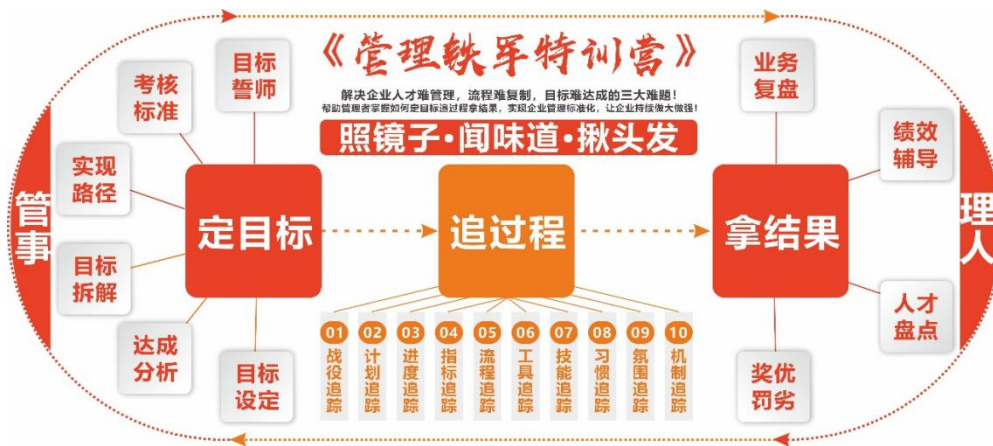 《管理铁军特训营》
解决企业人才难管理，流程难复制，目标难达成的三大难题！
帮助管理者掌握如何定目标追过程拿结果，实现企业管理标准化，让企业持续做大做强！
照镜子·闻味道·揪头发
管事
目标
誓师
考核
标准
实现
路径
目标
拆解
达成
分析
目标
设定
定目标
追过程
01 战役追踪
02 计划追踪
03 进度追踪
04 指标追踪
05 流程追踪
06 工具追踪
07 技能追踪
08 习惯追踪
09 氛围追踪
10 机制追踪
拿结果
业务
复盘
绩效
辅导
人才
盘点
奖优
罚劣
理人